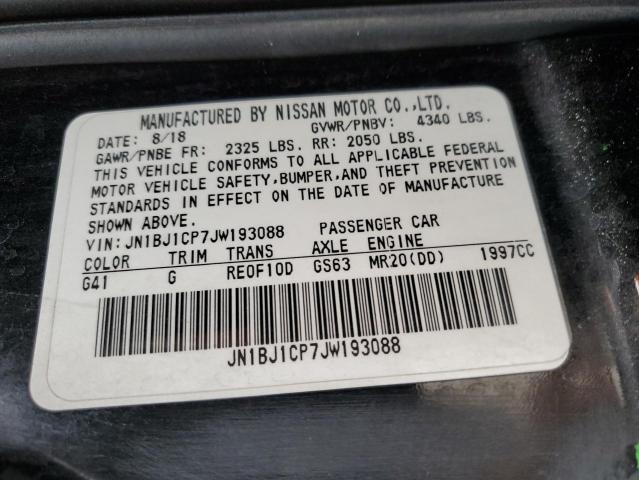 MANUFACTURED BY NISSAN MOTOR CO.,LTD.
DATE: 8/18 GVWR/PNBV: 4340 LBS.
GAWR/PNBE FR: 2325 LBS. RR: 2050 LBS.
THIS VEHICLE CONFORMS TO ALL APPLICABLE FEDERAL
MOTOR VEHICLE SAFETY,BUMPER,AND THEFT PREVENTION
STANDARDS IN EFFECT ON THE DATE OF MANUFACTURE
SHOWN ABOVE.
VIN: JN1BJ1CP7JW193088 PASSENGER CAR
COLOR TRIM TRANS AXLE ENGINE
G41 G RE0F10D GS63 MR20(DD) 1997CC
JN1BJ1CP7JW193088